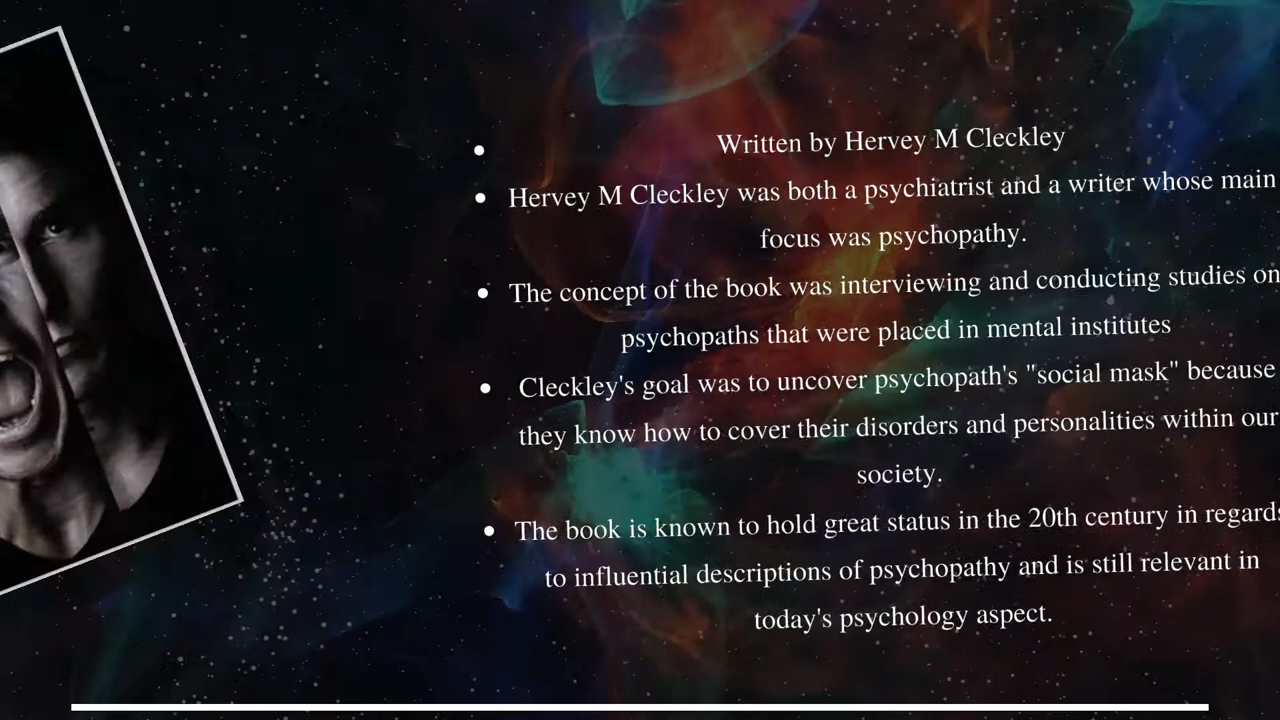 Written by Hervey M Cleckley
Hervey M Cleckley was both a psychiatrist and a writer whose main
focus was psychopathy.
The concept of the book was interviewing and conducting studies on
psychopaths that were placed in mental institutes
Cleckley's goal was to uncover psychopath's "social mask" because
they know how to cover their disorders and personalities within our
society.
The book is known to hold great status in the 20th century in regards
to influential descriptions of psychopathy and is still relevant in
today's psychology aspect.